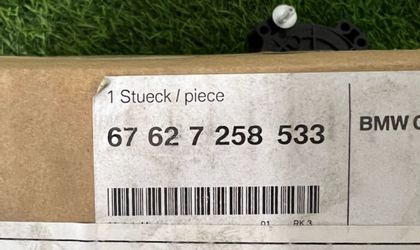 1 Stueck / piece
67 62 7 258 533
BMW
01 RK 3